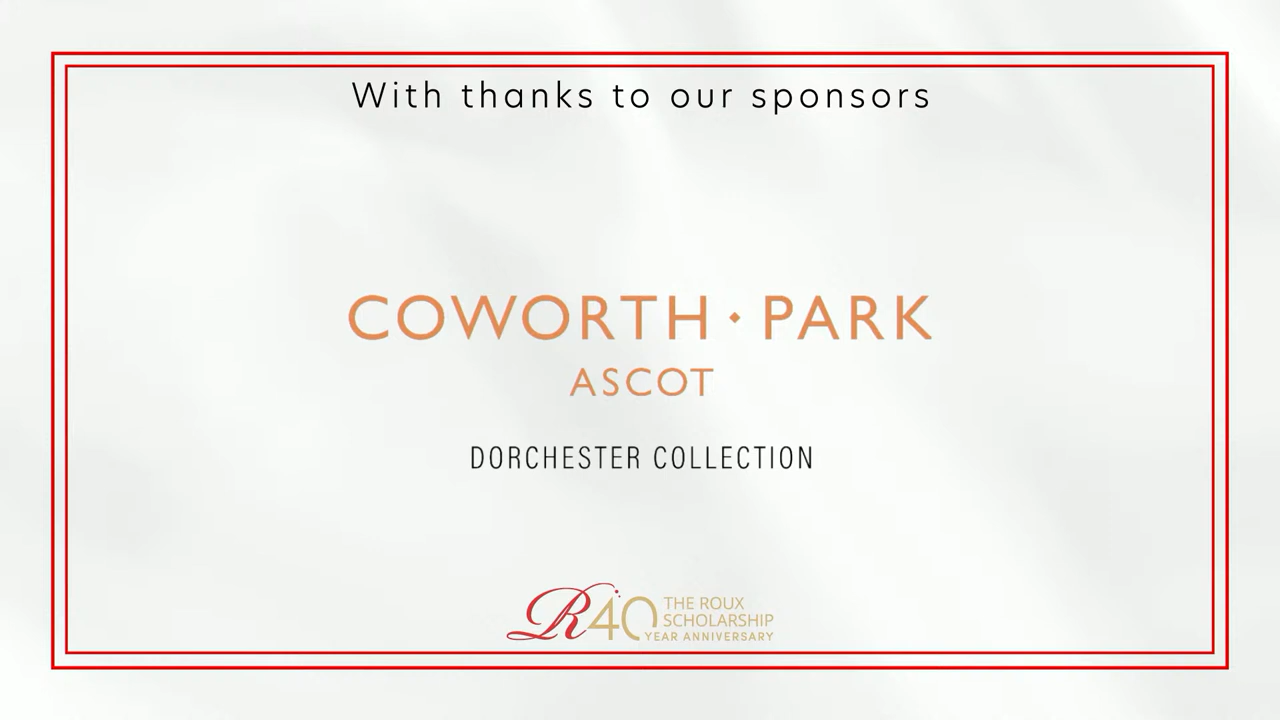 With thanks to our sponsors
COWORTH · PARK
ASCOT
DORCHESTER COLLECTION
R40 THE ROUX
SCHOLARSHIP
YEAR ANNIVERSARY